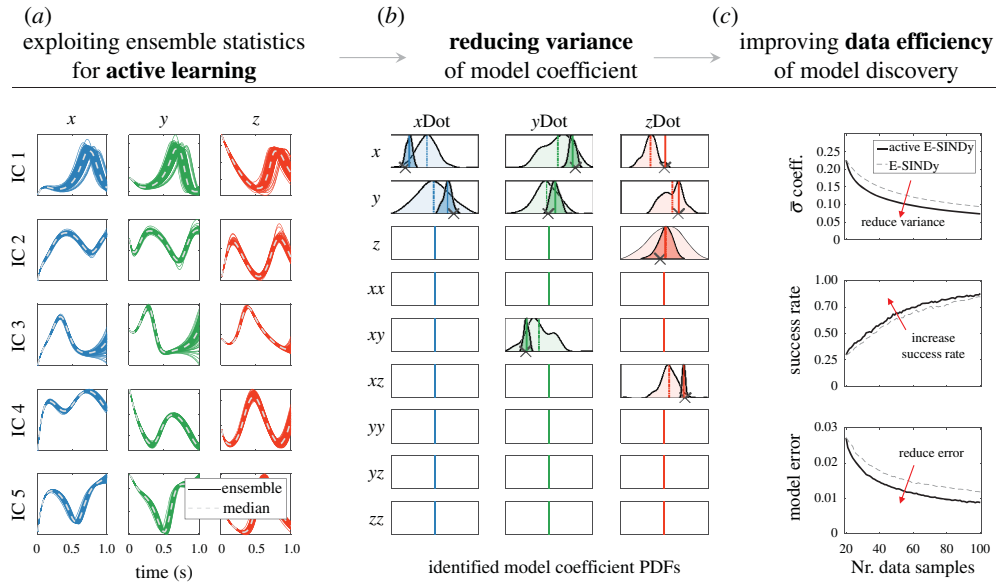 (a)
exploiting ensemble statistics
for active learning
(b)
reducing variance
of model coefficient
(c)
improving data efficiency
of model discovery
x
y
z
IC 1
IC 2
IC 3
IC 4
IC 5
ensemble
median
0 0.5 1.0
0 0.5 1.0
0 0.5 1.0
time (s)
xDot
yDot
zDot
x
y
z
xx
xy
xz
yy
yz
zz
identified model coefficient PDFs
active E-SINDy
E-SINDy
0.25
0.20
0.15
0.10
0.05
0
σ̅ coeff.
reduce variance
1.00
0.70
0.50
0.25
0
success rate
increase
success rate
0.03
0.02
0.01
0
model error
reduce error
20 40 60 80 100
Nr. data samples